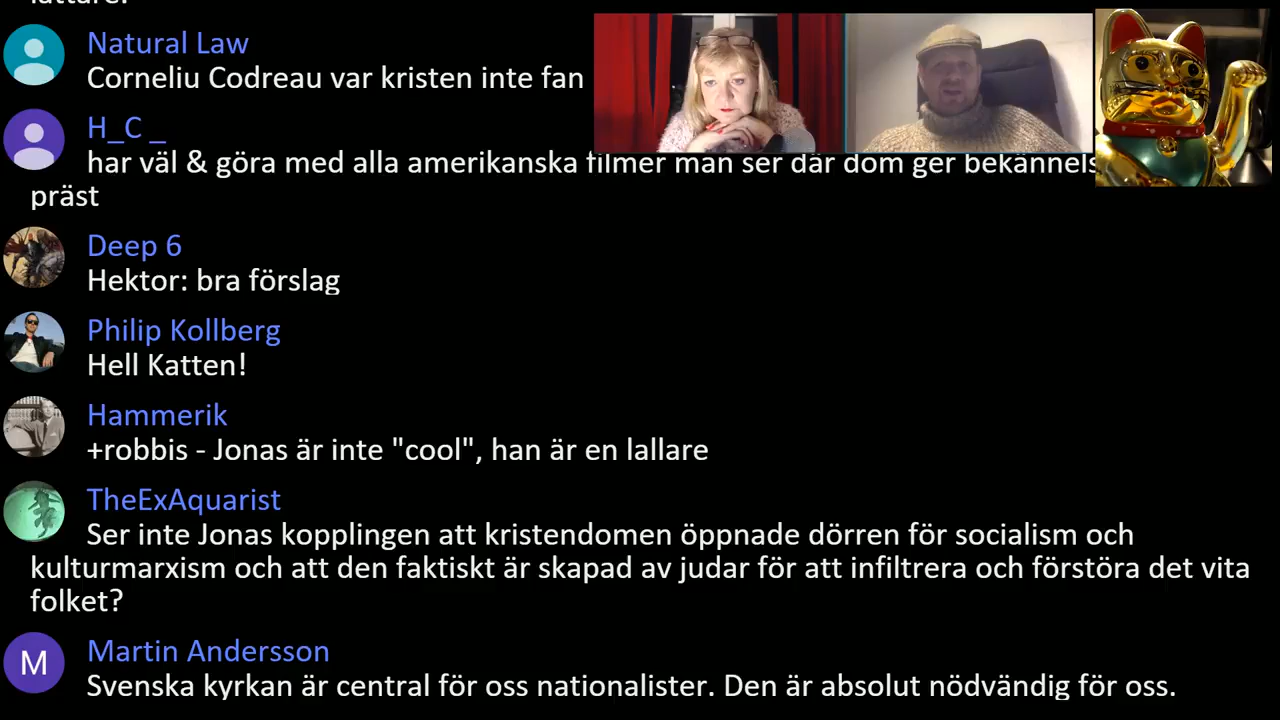 Natural Law
Corneliu Codreau var kristen inte fan
H_C _
har väl & göra med alla amerikanska filmer man ser där dom ger bekännels
präst
Deep 6
Hektor: bra förslag
Philip Kollberg
Hell Katten!
Hammerik
+robbis - Jonas är inte "cool", han är en lallare
TheExAquarist
Ser inte Jonas kopplingen att kristendomen öppnade dörren för socialism och
kulturmarxism och att den faktiskt är skapad av judar för att infiltrera och förstöra det vita
folket?
M
Martin Andersson
Svenska kyrkan är central för oss nationalister. Den är absolut nödvändig för oss.